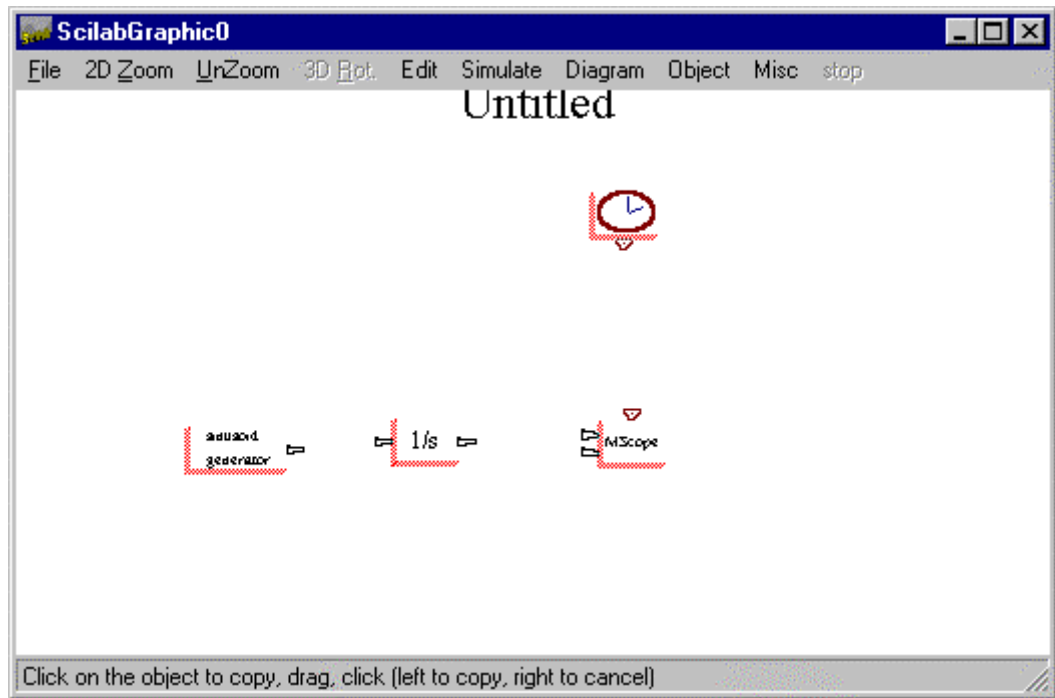 ScilabGraphic0
File 2D Zoom UnZoom 3D Rot. Edit Simulate Diagram Object Misc stop
Untitled
sinusoid
generator
1/s
MScope
Click on the object to copy, drag, click (left to copy, right to cancel)